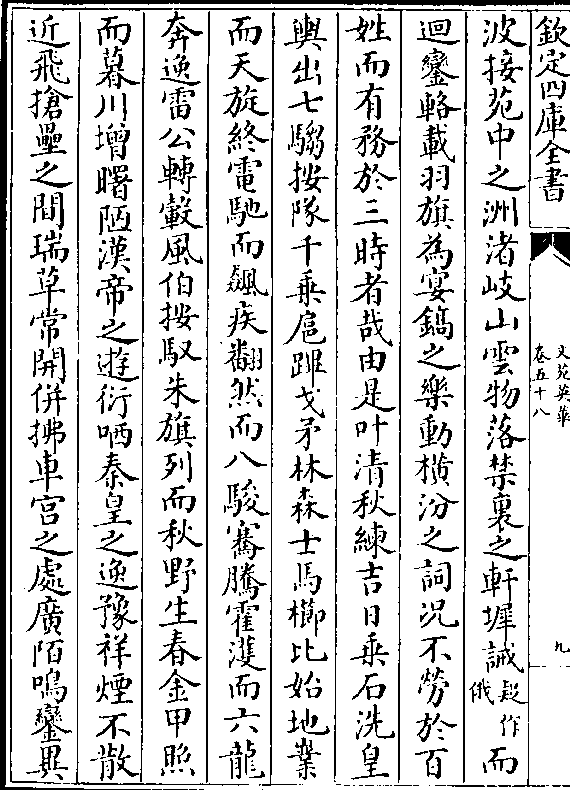 欽定四庫全書
文苑英華
卷五十八
九
波接苑中之洲渚岐山雲物落禁裏之軒墀誠疑作俄而
迴鑾輅載羽旗為宴鎬之樂動横汾之詞况不勞於百
姓而有務於三時者哉由是叶清秋練吉日乗石洗皇
輿出七騶按隊千乗扈蹕戈矛林森士馬櫛比始地業
而天旋終電馳而飊疾翻然而八駿騫騰霍濩而六龍
奔逸雷公轉轂風伯按馭朱旗列而秋野生春金甲照
而暮川增曙陋漢帝之遊衍哂秦皇之逸豫祥煙不散
近飛搶壘之間瑞草常開併拂車宫之處廣陌鳴鑾異